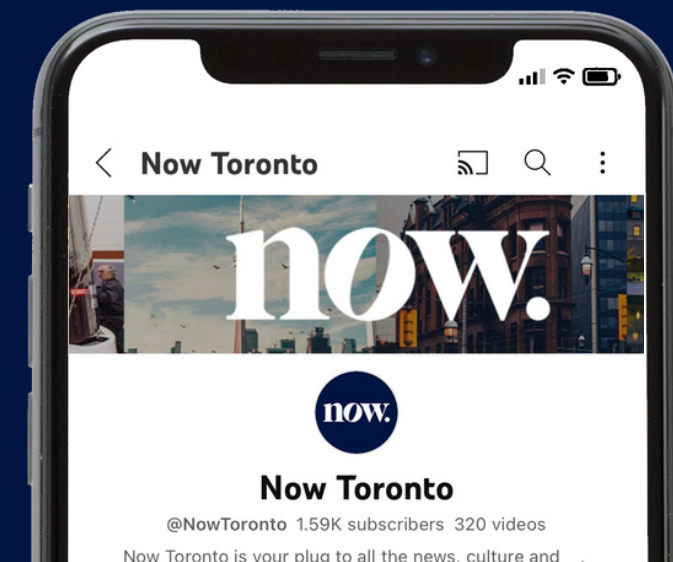 Now Toronto
now.
now.
Now Toronto
@NowToronto 1.59K subscribers 320 videos
Now Toronto is your plug to all the news, culture and